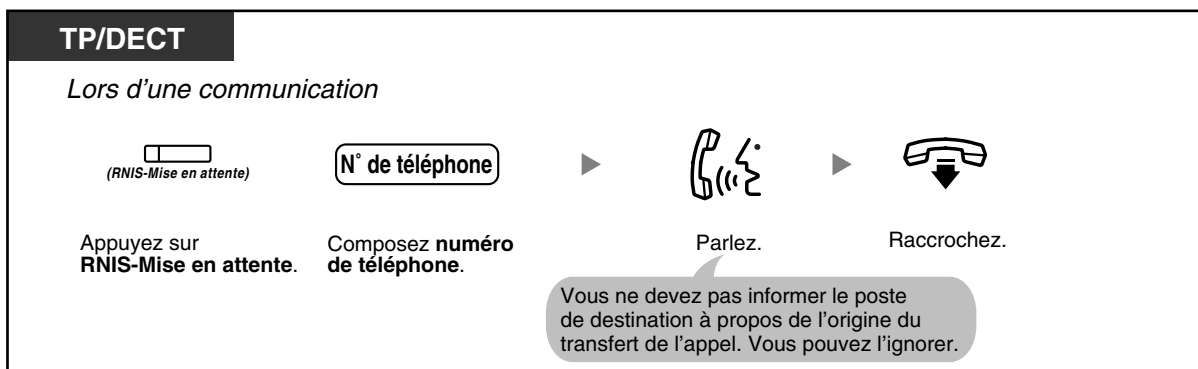 TP/DECT
Lors d’une communication
(RNIS-Mise en attente)
N° de téléphone
Appuyez sur
RNIS-Mise en attente.
Composez numéro
de téléphone.
Parlez.
Raccrochez.
Vous ne devez pas informer le poste
de destination à propos de l’origine du
transfert de l’appel. Vous pouvez l’ignorer.